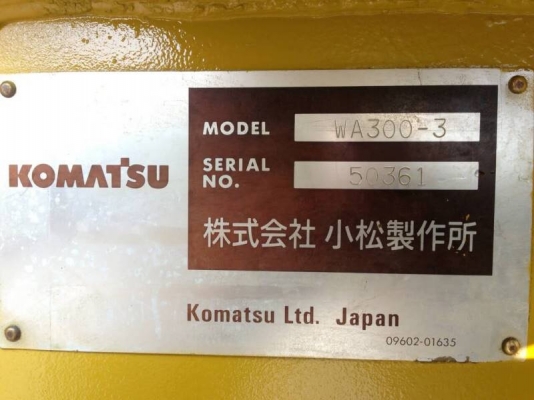 KOMATSU
MODEL WA300-3
SERIAL NO. 50361
株式会社 小松製作所
Komatsu Ltd. Japan
09602-01635